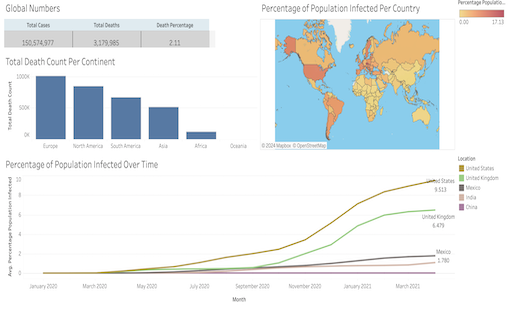 Global Numbers
Total Cases Total Deaths Death Percentage
150,574,977 3,179,985 2.11
Total Death Count Per Continent
Total Death Count
1000K
500K
0K
Europe North America South America Asia Africa Oceania
Percentage of Population Infected Per Country
© 2024 Mapbox © OpenStreetMap
Percentage Populatio...
0.00 17.13
Percentage of Population Infected Over Time
Avg. Percentage Population Infected
10
8
6
4
2
0
United States
9.513
United Kingdom
6.479
Mexico
1.780
January 2020 March 2020 May 2020 July 2020 September 2020 November 2020 January 2021 March 2021
Month
Location
United States
United Kingdom
Mexico
India
China